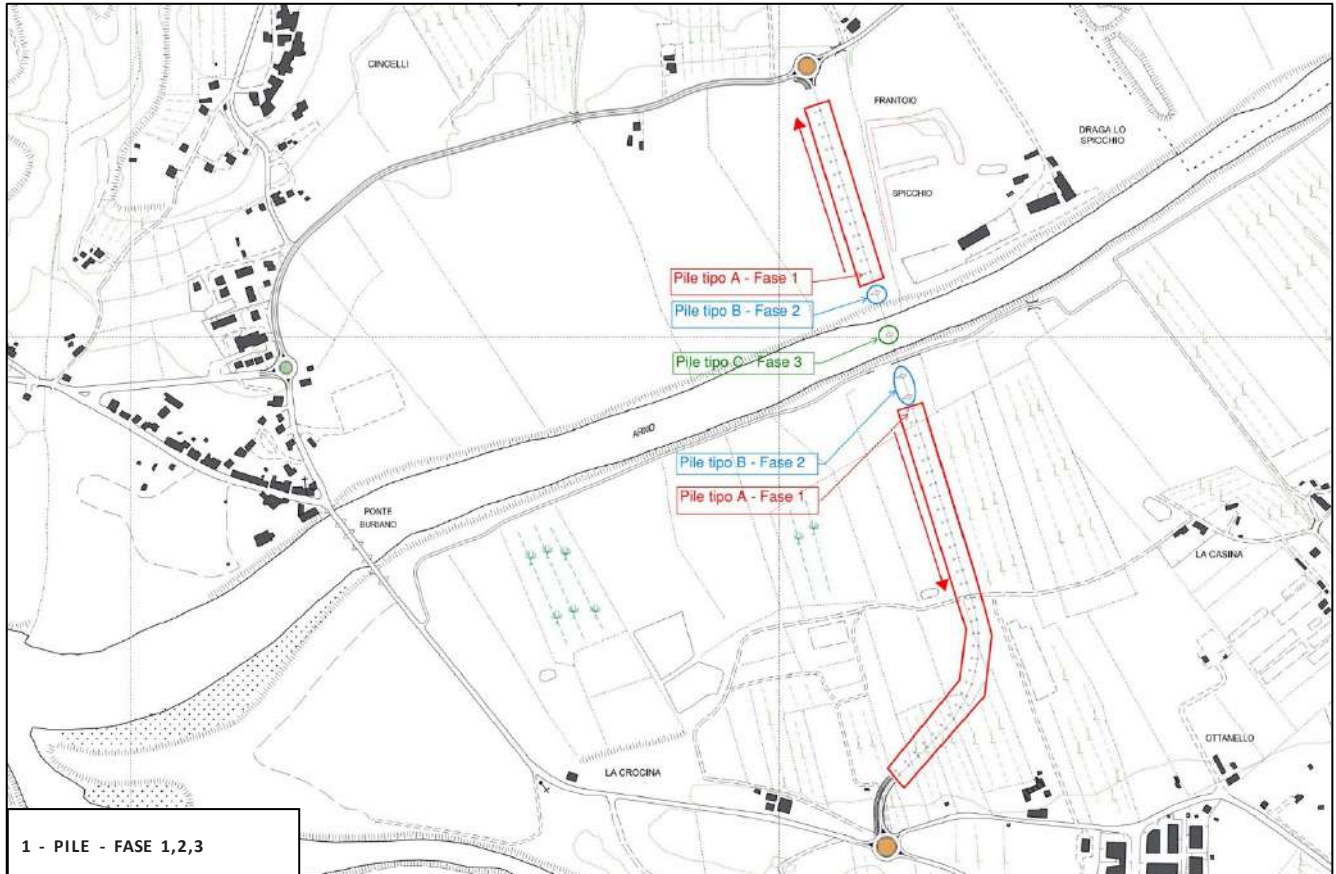 CINCELLI
FRANTOIO
DRAGA LO
SPICCHIO
SPICCHIO
Pile tipo A - Fase 1
Pile tipo B - Fase 2
Pile tipo C - Fase 3
ARNO
Pile tipo B - Fase 2
Pile tipo A - Fase 1
PONTE
BURIANO
LA CASINA
OTTANELLO
LA CROCINA
1 - PILE - FASE 1,2,3